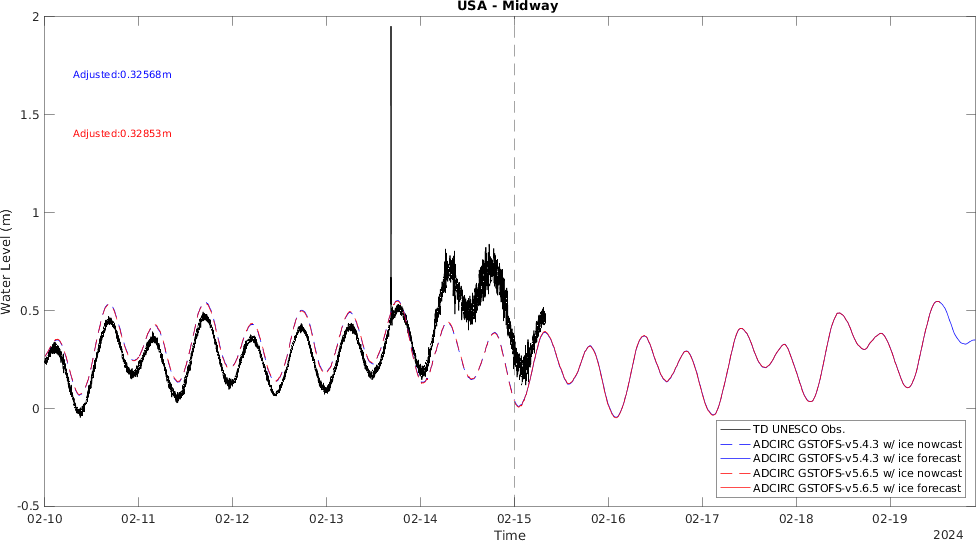 USA - Midway
Adjusted:0.32568m
Adjusted:0.32853m
Water Level (m)
2
1.5
1
0.5
0
-0.5
02-10 02-11 02-12 02-13 02-14 02-15 02-16 02-17 02-18 02-19
Time
2024
TD UNESCO Obs.
ADCIRC GSTOFS-v5.4.3 w/ ice nowcast
ADCIRC GSTOFS-v5.4.3 w/ ice forecast
ADCIRC GSTOFS-v5.6.5 w/ ice nowcast
ADCIRC GSTOFS-v5.6.5 w/ ice forecast